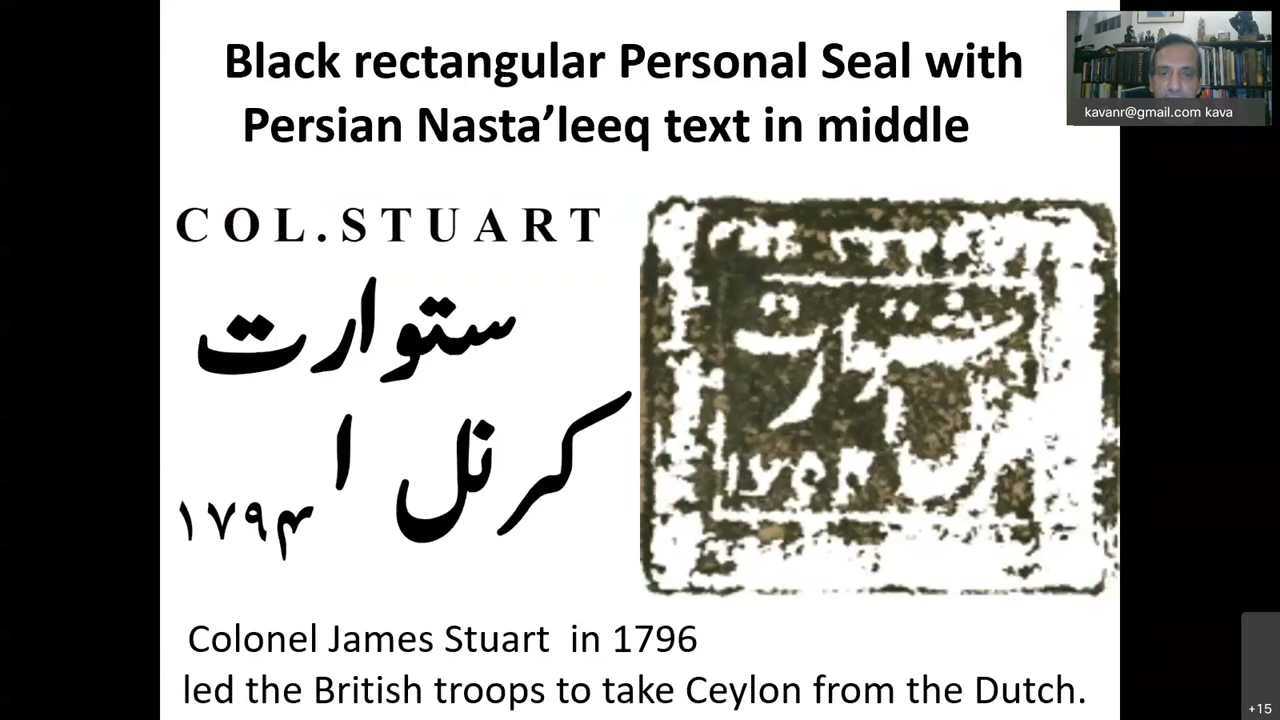 Black rectangular Personal Seal with
Persian Nasta’leeq text in middle
kavanr@gmail.com kava
COL.STUART
ستوارت
کرنل ا
۱۷۹۴
Colonel James Stuart in 1796
led the British troops to take Ceylon from the Dutch.
+15